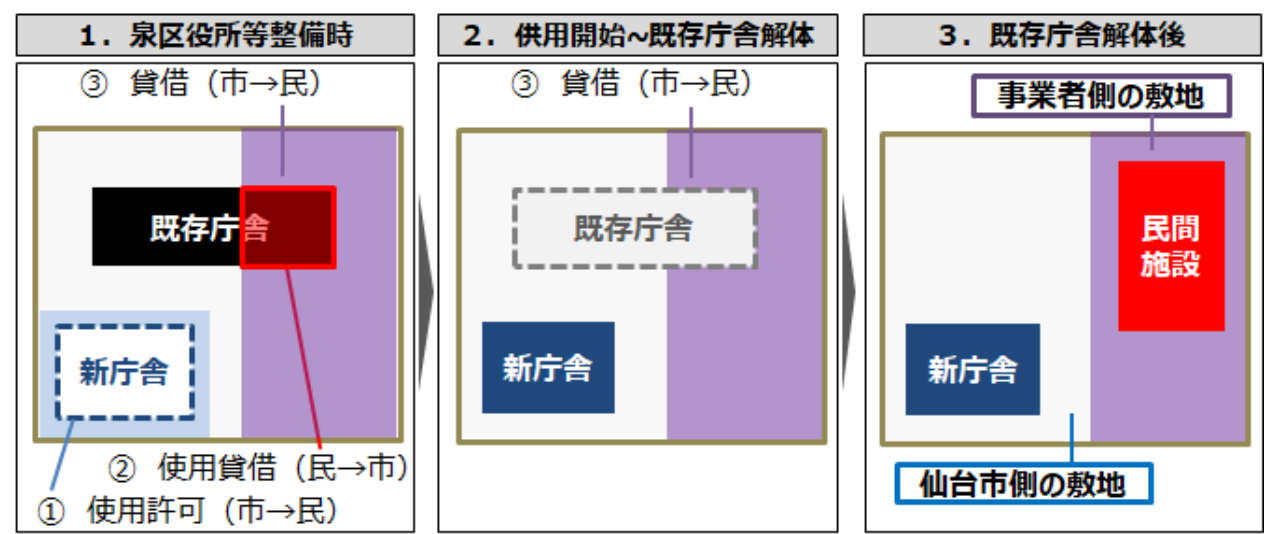 1．泉区役所等整備時
③ 貸借（市→民）
既存庁舎
新庁舎
② 使用貸借（民→市）
① 使用許可（市→民）
2．供用開始~既存庁舎解体
③ 貸借（市→民）
既存庁舎
新庁舎
3．既存庁舎解体後
事業者側の敷地
民間
施設
新庁舎
仙台市側の敷地